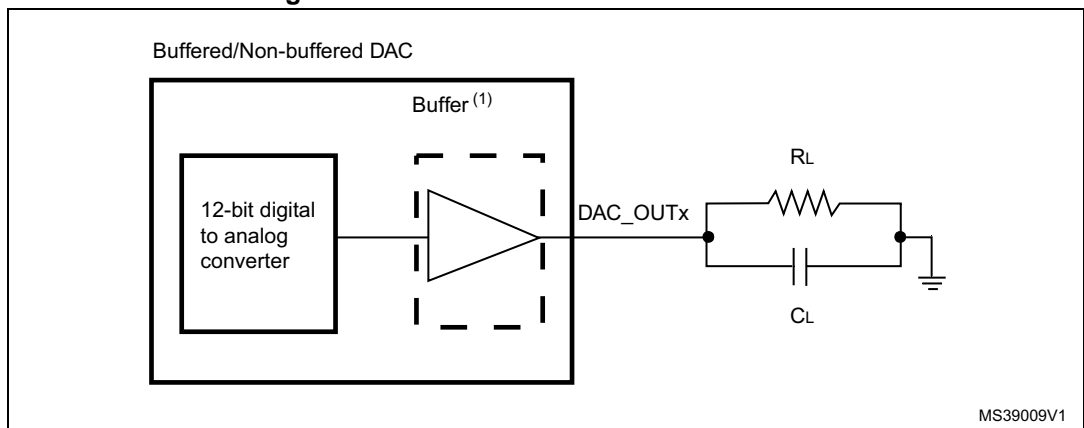 Buffered/Non-buffered DAC
Buffer (1)
12-bit digital
to analog
converter
DAC_OUTx
RL
CL
MS39009V1